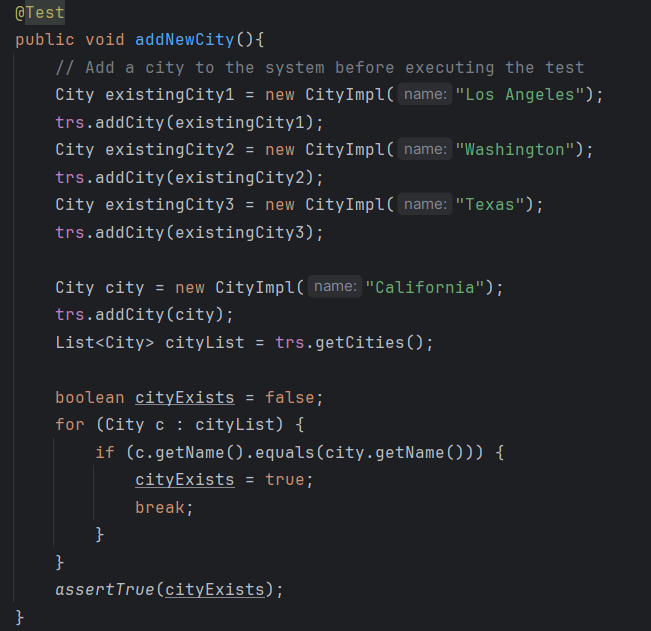 @Test
public void addNewCity(){
    // Add a city to the system before executing the test
    City existingCity1 = new CityImpl( name: "Los Angeles");
    trs.addCity(existingCity1);
    City existingCity2 = new CityImpl( name: "Washington");
    trs.addCity(existingCity2);
    City existingCity3 = new CityImpl( name: "Texas");
    trs.addCity(existingCity3);

    City city = new CityImpl( name: "California");
    trs.addCity(city);
    List<City> cityList = trs.getCities();

    boolean cityExists = false;
    for (City c : cityList) {
        if (c.getName().equals(city.getName())) {
            cityExists = true;
            break;
        }
    }
    assertTrue(cityExists);
}